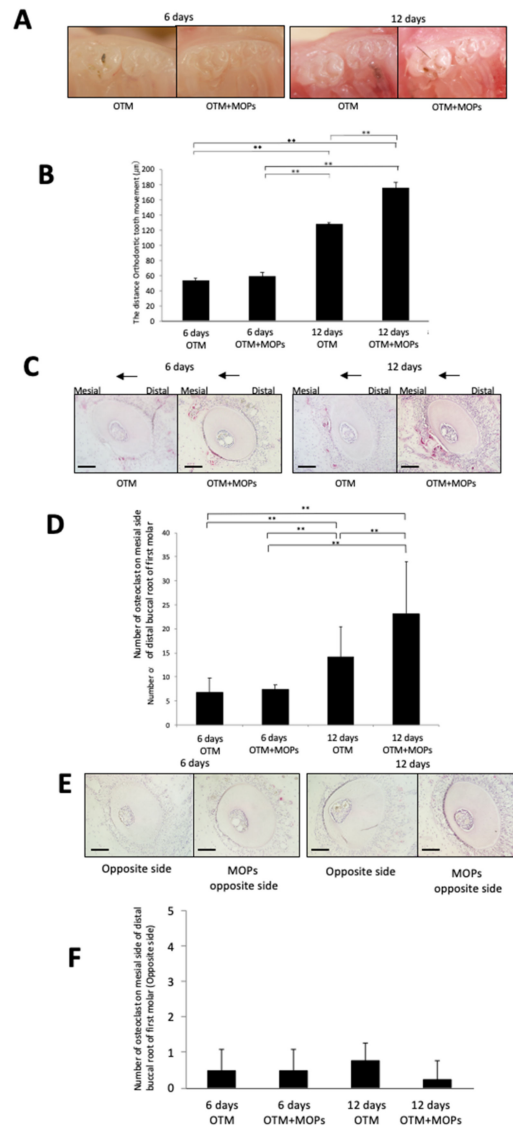 A
6 days
12 days
OTM
OTM+MOPs
OTM
OTM+MOPs
B
** **
**
** **
**
The distance Orthodontic tooth movement (μm)
200
180
160
140
120
100
80
60
40
20
0
6 days
OTM
6 days
OTM+MOPs
12 days
OTM
12 days
OTM+MOPs
C
6 days
12 days
Mesial
Distal
Mesial
Distal
Mesial
Distal
Mesial
Distal
OTM
OTM+MOPs
OTM
OTM+MOPs
D
**
**
** **
**
Number of osteoclast on mesial side
of distal buccal root of first molar
40
35
30
25
20
15
10
5
0
6 days
OTM
6 days
OTM+MOPs
12 days
OTM
12 days
OTM+MOPs
E
6 days
12 days
Opposite side
MOPs
opposite side
Opposite side
MOPs
opposite side
F
Number of osteoclast on mesial side of distal
buccal root of first molar (Opposite side)
5
4
3
2
1
0
6 days
OTM
6 days
OTM+MOPs
12 days
OTM
12 days
OTM+MOPs